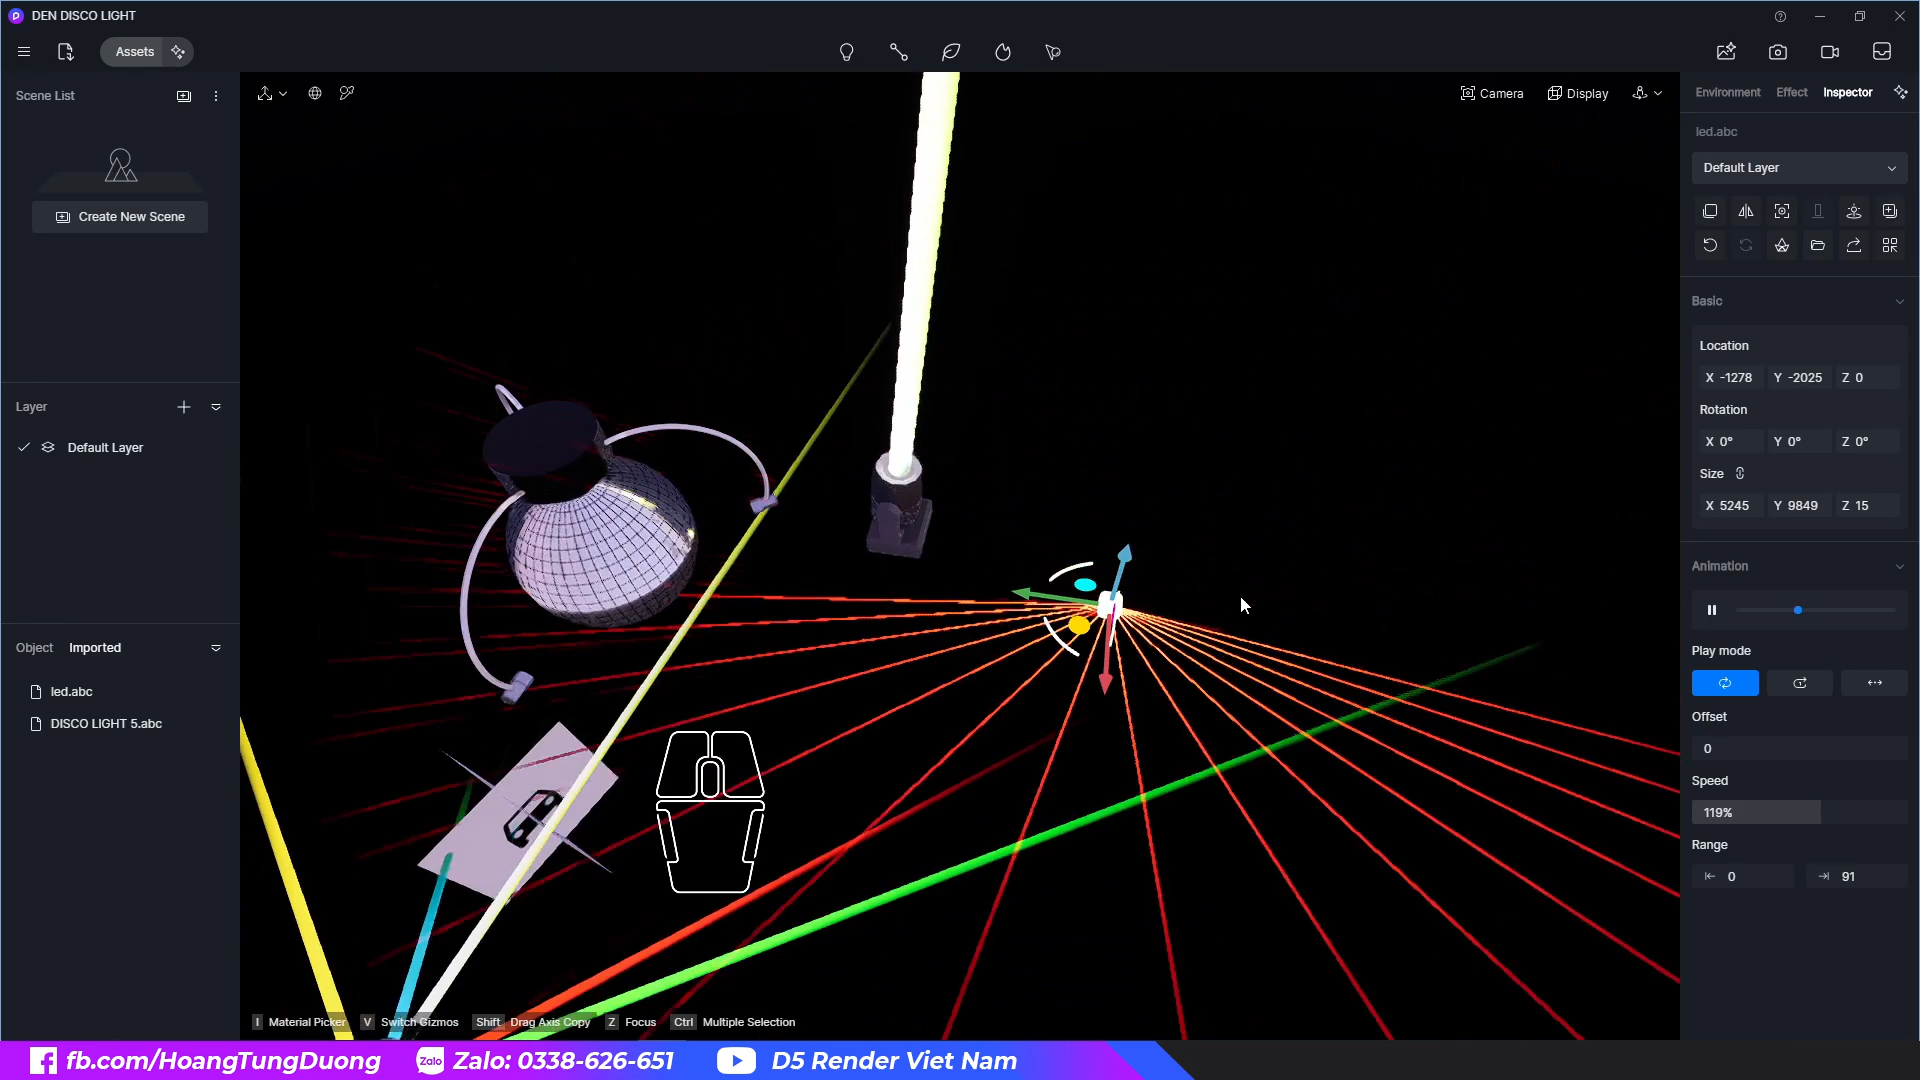 DEN DISCO LIGHT
Assets
Scene List
Create New Scene
Layer
Default Layer
Object Imported
led.abc
DISCO LIGHT 5.abc
Camera Display
I Material Picker V Switch Gizmos Shift Drag Axis Copy Z Focus Ctrl Multiple Selection
Environment Effect Inspector
led.abc
Default Layer
Basic
Location
X -1278 Y -2025 Z 0
Rotation
X 0° Y 0° Z 0°
Size
X 5245 Y 9849 Z 15
Animation
Play mode
Offset
0
Speed
119%
Range
0 91
fb.com/HoangTungDuong Zalo Zalo: 0338-626-651 D5 Render Viet Nam